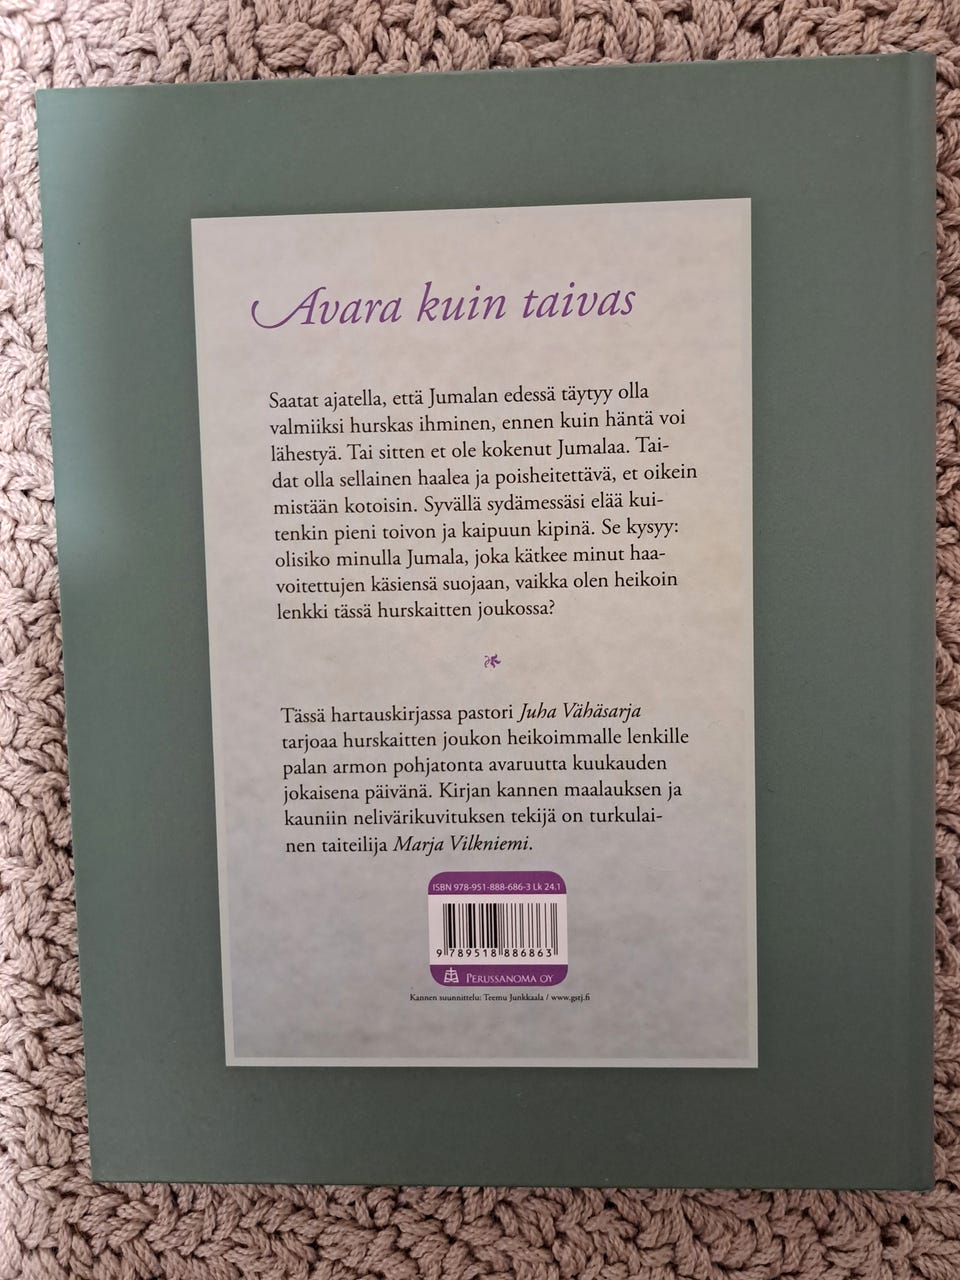 Avara kuin taivas
Saatat ajatella, että Jumalan edessä täytyy olla
valmiiksi hurskas ihminen, ennen kuin häntä voi
lähestyä. Tai sitten et ole kokenut Jumalaa. Tai-
dat olla sellainen haalea ja poisheitettävä, et oikein
mistään kotoisin. Syvällä sydämessäsi elää kui-
tenkin pieni toivon ja kaipuun kipinä. Se kysyy:
olisiko minulla Jumala, joka kätkee minut haa-
voitettujen käsiensä suojaan, vaikka olen heikoin
lenkki tässä hurskaitten joukossa?
Tässä hartauskirjassa pastori Juha Vähäsarja
tarjoaa hurskaitten joukon heikoimmalle lenkille
palan armon pohjatonta avaruutta kuukauden
jokaisena päivänä. Kirjan kannen maalauksen ja
kauniin nelivärikuvituksen tekijä on turkulai-
nen taiteilija Marja Vilkniemi.
ISBN 978-951-888-686-3 Lk 24.1
9 789518 886863
PERUSSANOMA OY
Kannen suunnittelu: Teemu Junkkaala / www.gstj.fi